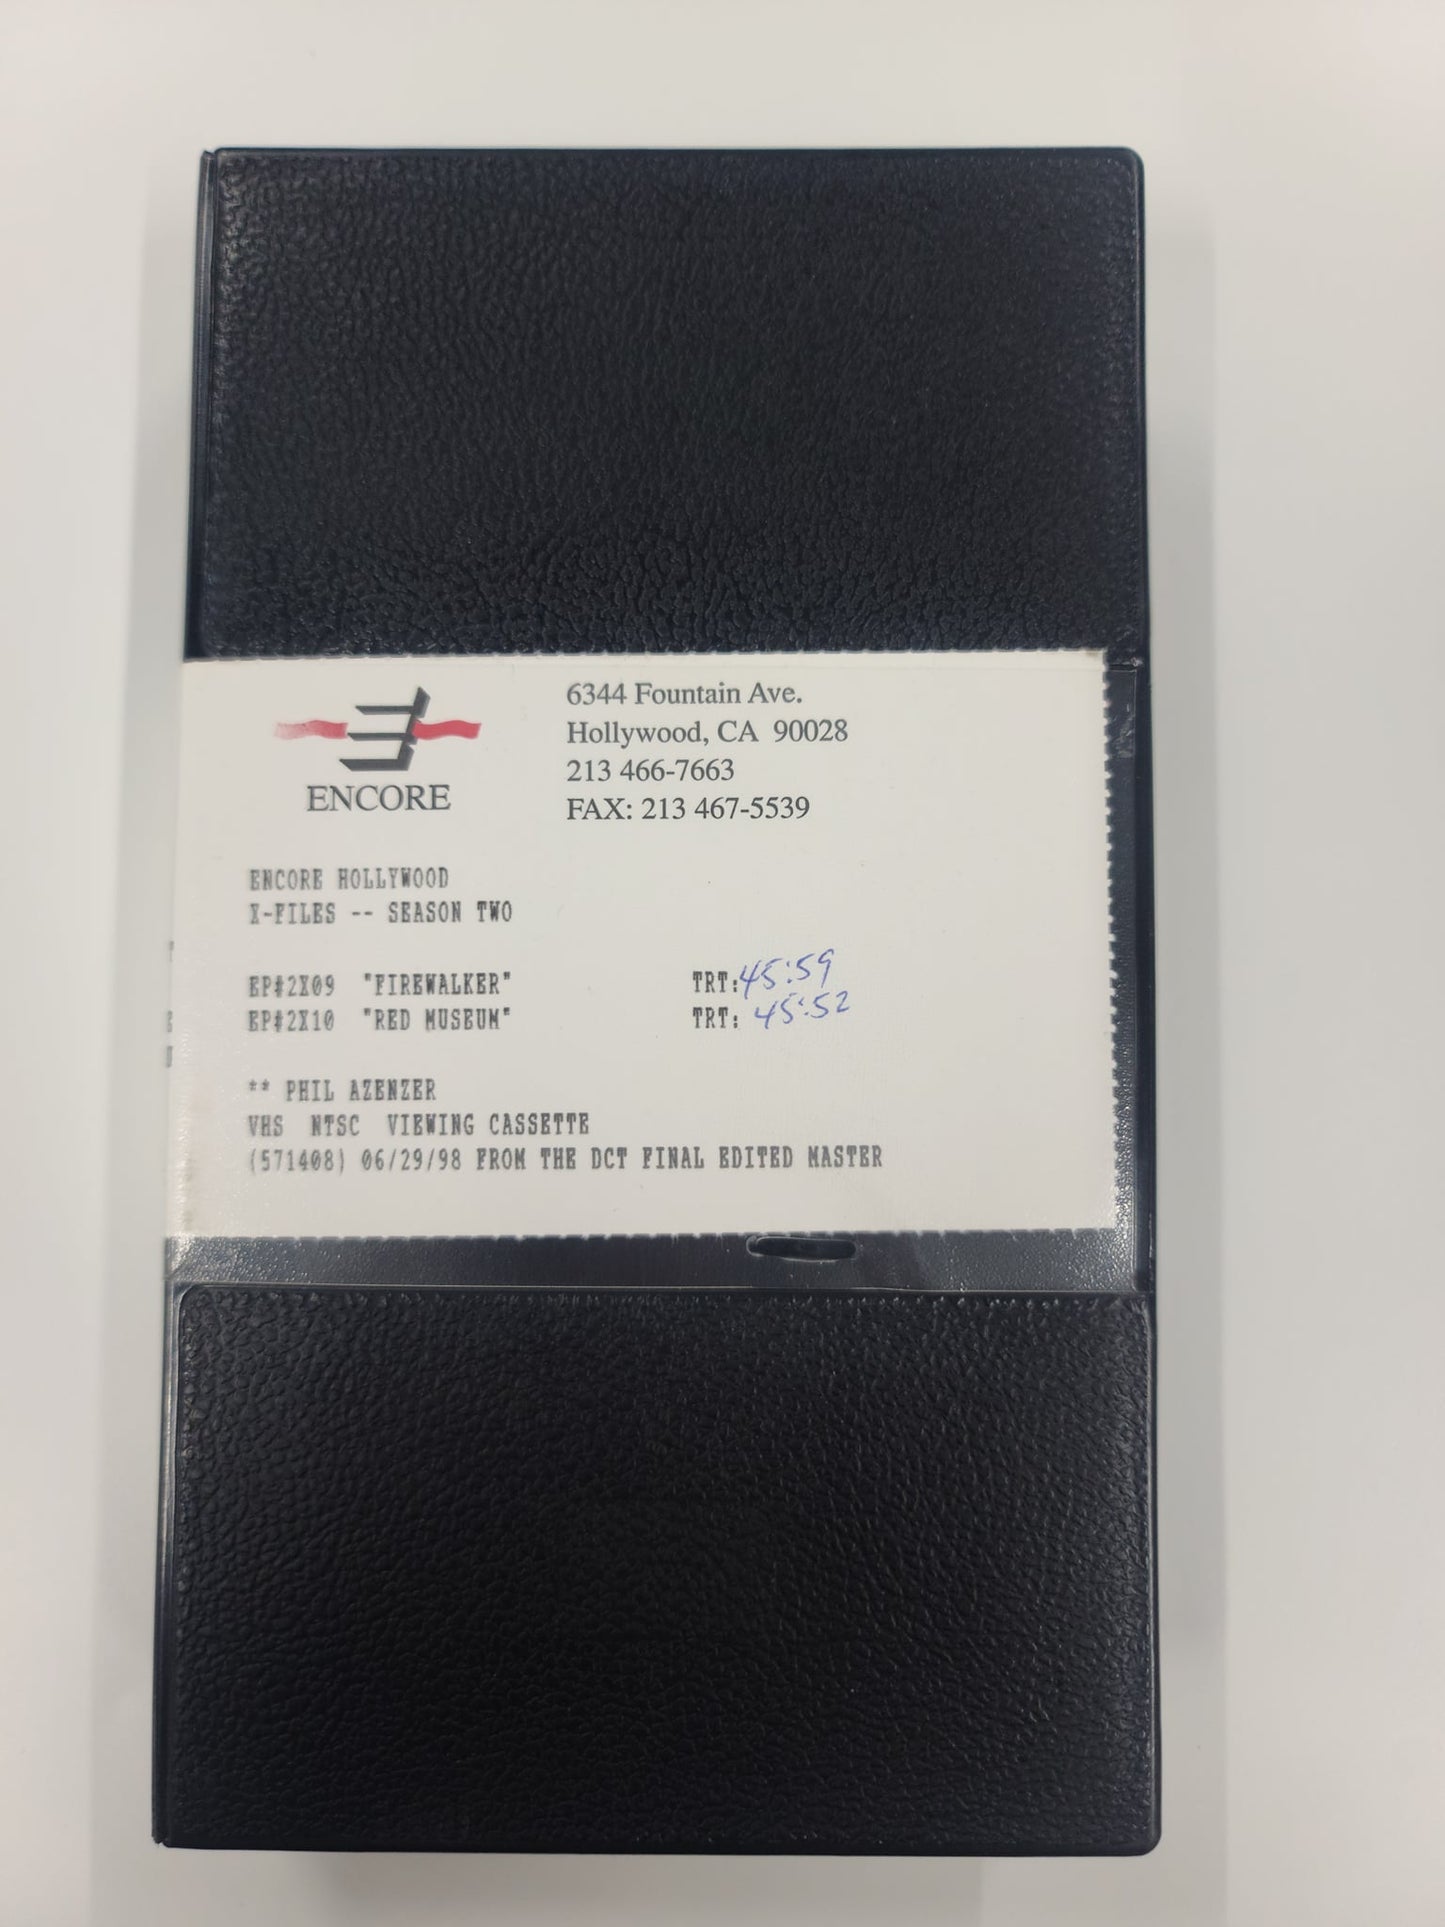 ENCORE
6344 Fountain Ave.
Hollywood, CA 90028
213 466-7663
FAX: 213 467-5539
ENCORE HOLLYWOOD
X-FILES -- SEASON TWO
EP#2X09 "FIREWALKER" TRT: 45:59
EP#2X10 "RED MUSEUM" TRT: 45:52
** PHIL AZENZER
VHS NTSC VIEWING CASSETTE
(571408) 06/29/98 FROM THE DCT FINAL EDITED MASTER